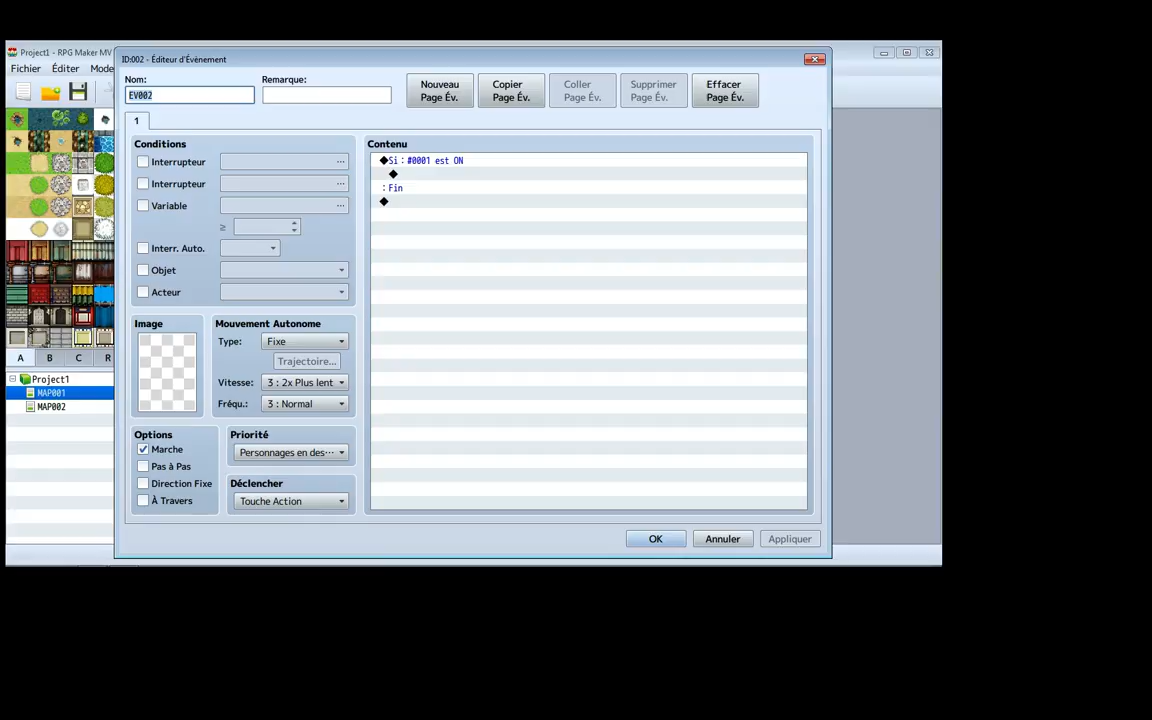 Project1 - RPG Maker MV
ID:002 - Éditeur d'Évènement
Fichier Éditer Mode
Nom: Remarque:
EV002
Nouveau Page Év.
Copier Page Év.
Coller Page Év.
Supprimer Page Év.
Effacer Page Év.
1
Conditions
Interrupteur ...
Interrupteur ...
Variable ...
≥
Interr. Auto.
Objet
Acteur
Image
Mouvement Autonome
Type: Fixe
Trajectoire...
Vitesse: 3 : 2x Plus lent
Fréqu.: 3 : Normal
Options
Marche
Pas à Pas
Direction Fixe
À Travers
Priorité
Personnages en des...
Déclencher
Touche Action
Contenu
◆Si : #0001 est ON
◆
: Fin
◆
A B C R
Project1
MAP001
MAP002
OK Annuler Appliquer